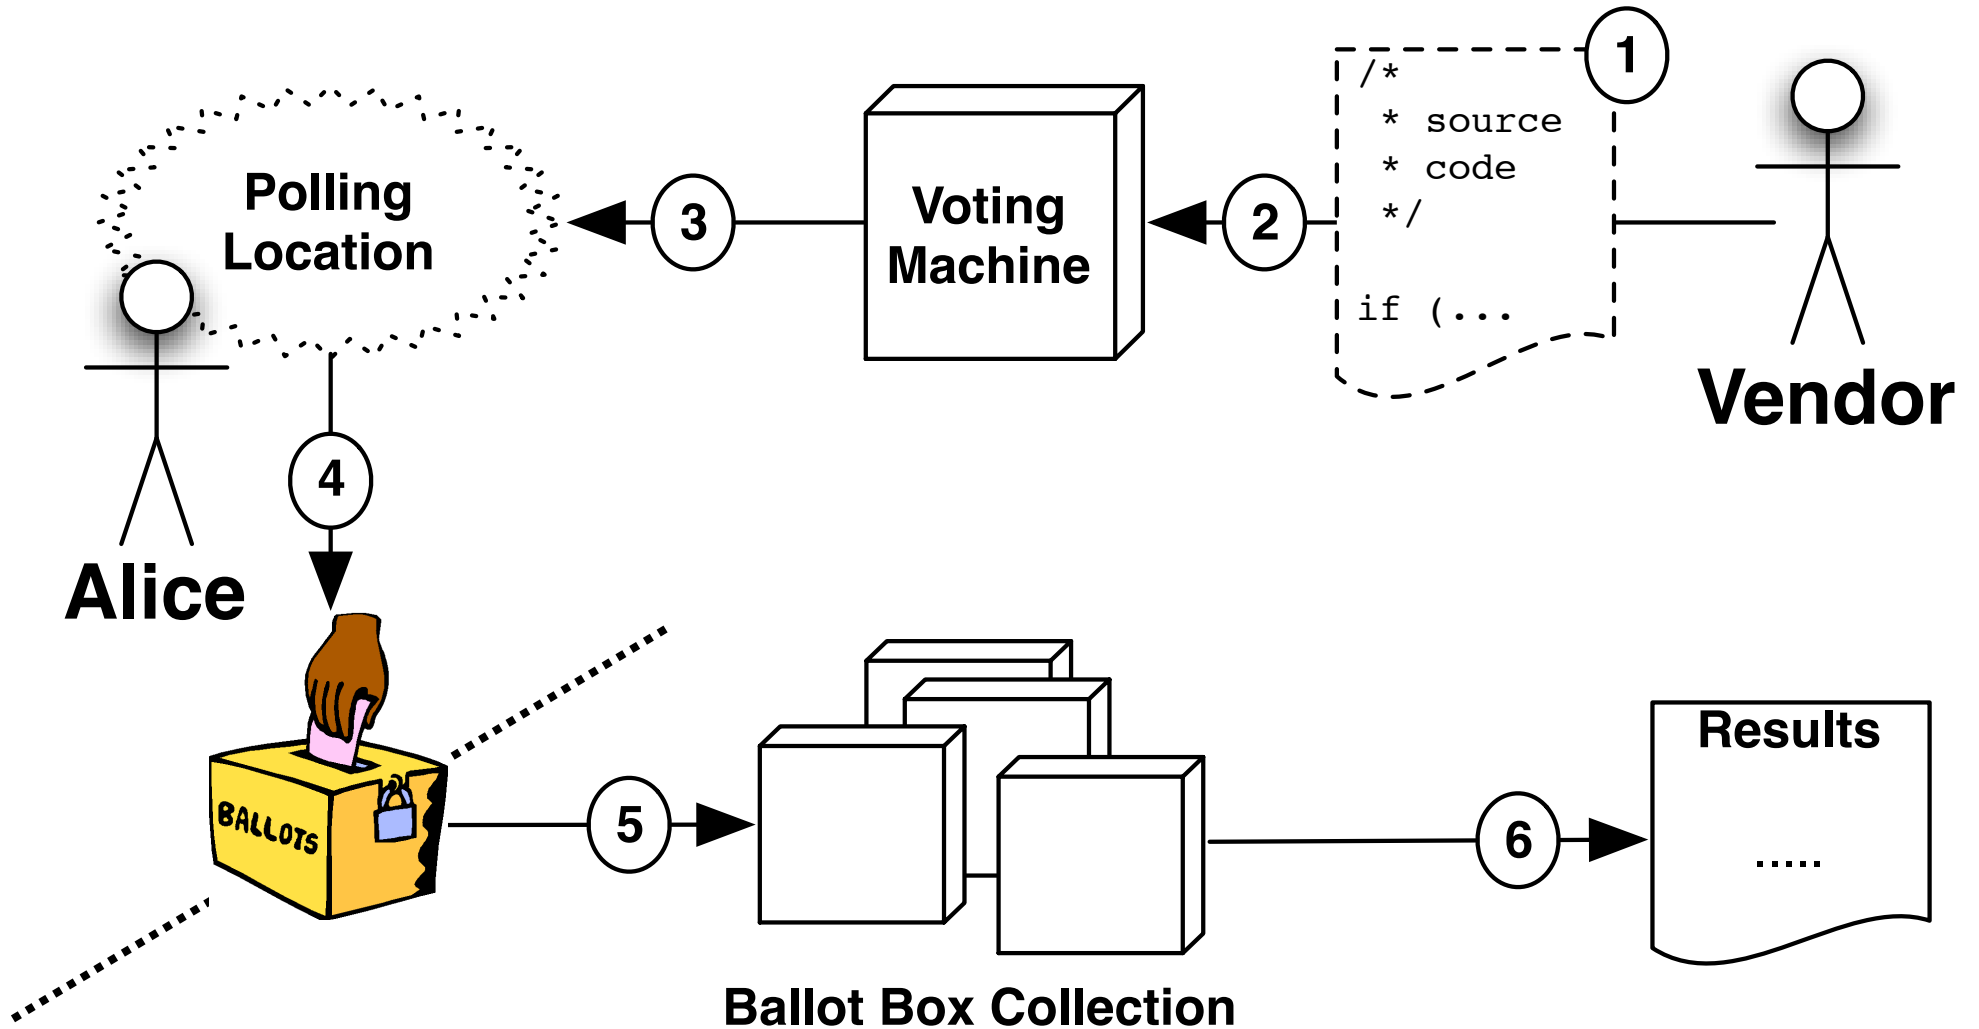 1
/*
* source
* code
*/
if (...
Polling
Location
3
Voting
Machine
2
Vendor
4
Alice
BALLOTS
5
6
Results
.....
Ballot Box Collection